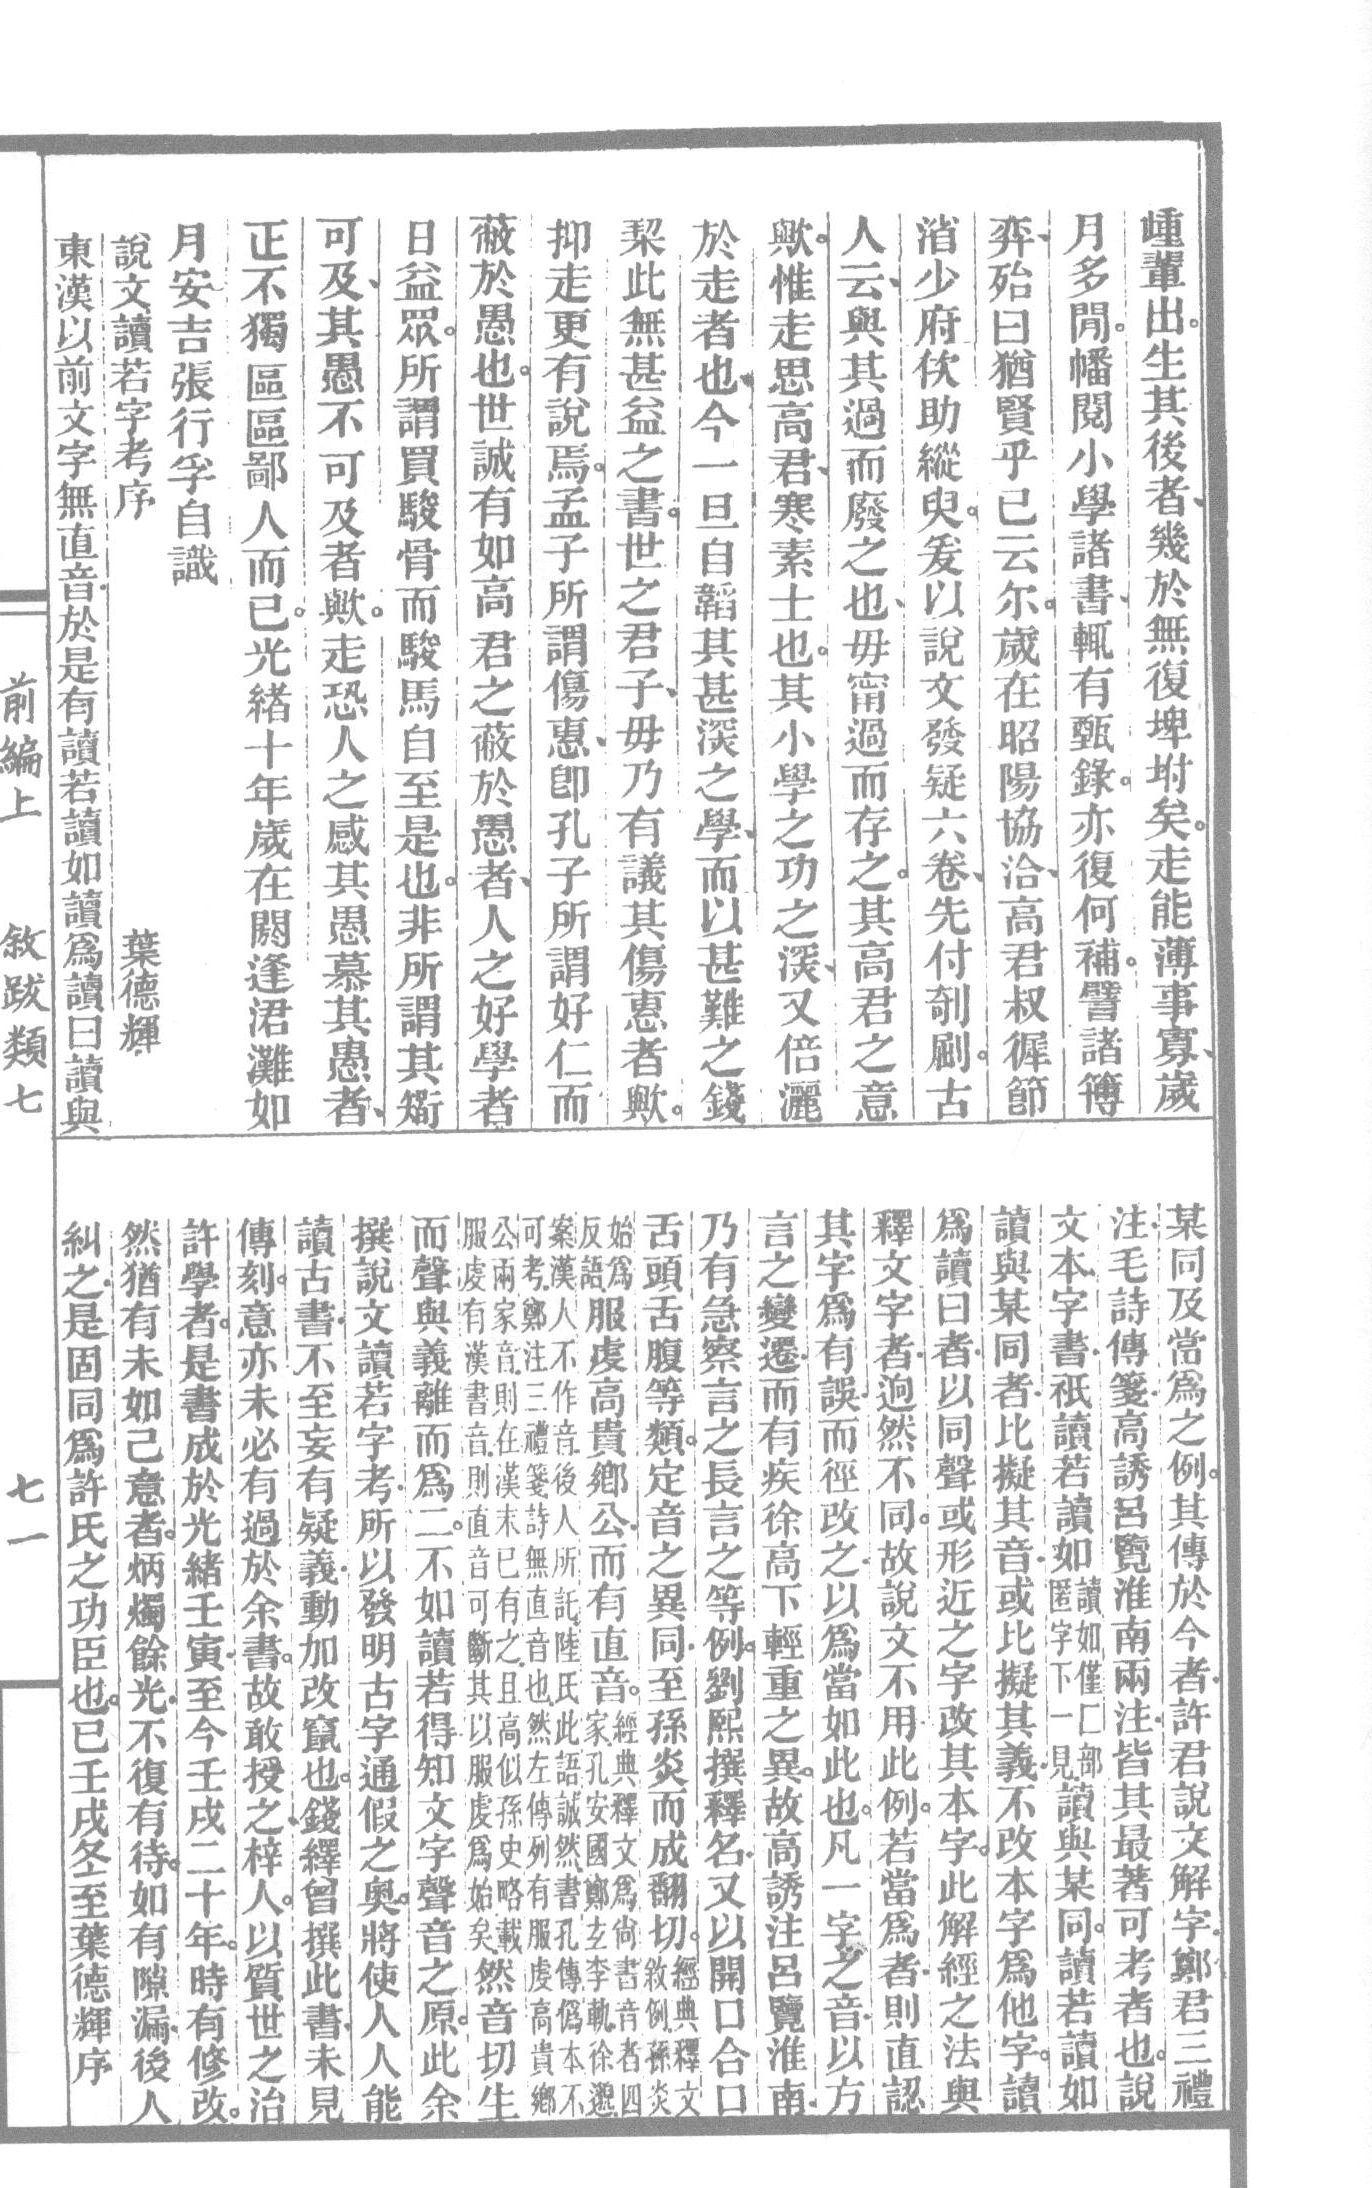 㟫輩出。生其後者、幾於無復埤坿矣。走能薄事寡、歲
月多閒。幡閱小學諸書、輒有甄錄。亦復何補。譬諸簙
弈、殆曰猶賢乎已云尔。歲在昭陽協洽、高君叔遲節
渻少府佽助縱臾。爰以說文發疑六卷、先付剞劂。古
人云、與其過而廢之也、毋甯過而存之。其高君之意
歟。惟走思高君、寒素士也。其小學之功之深、又倍灑
於走者也。今一旦自韜其甚深之學、而以甚難之錢
棃此無甚益之書。世之君子、毋乃有議其傷惠者歟。
抑走更有說焉。孟子所謂傷惠、卽孔子所謂好仁而
蔽於愚也。世誠有如高君之蔽於愚者、人之好學者
日益眾。所謂買駿骨而駿馬自至是也。非所謂其矯
可及、其愚不可及者歟。走恐人之感其愚慕其愚者、
正不獨區區鄙人而已。光緒十年歲在閼逢涒灘如
月安吉張行孚自識
說文讀若字考序
葉德輝
東漢以前文字無直音。於是有讀若讀如讀爲讀曰讀與
某同及當爲之例。其傳於今者。許君說文解字。鄭君三禮
注。毛詩傳箋。高誘呂覽淮南兩注。皆其最著可考者也。說
文本字書。祇讀若讀如讀如僅匚部匿字下一見讀與某同。讀若讀如
讀與某同者。比擬其音。或比擬其義。不改本字爲他字。讀
爲讀曰者。以同聲或形近之字改其本字。此解經之法與
釋文字者。迥然不同。故說文不用此例。若當爲者。則直認
其字爲有誤而徑改之。以爲當如此也。凡一字之音。以方
言之變遷。而有疾徐高下輕重之異。故高誘注呂覽淮南。
乃有急察言之長言之等例。劉熙撰釋名。又以開口合口
舌頭舌腹等類。定音之異同。至孫炎而成翻切。經典釋文敘例。孫炎
始爲反語。服虔高貴鄉公。而有直音。經典釋文爲尚書音者四家。孔安國鄭玄李軌徐邈。
案漢人不作音。後人所託。陸氏此語誠然。書孔傳僞本不
可考。鄭注三禮箋詩無直音也。然左傳列有服虔高貴鄉
公兩家音。則在漢末已有之。且高似孫史略載
服虔有漢書音。則直音可斷其以服虔爲始矣。然音切生
而聲與義離而爲二。不如讀若得知文字聲音之原。此余
撰說文讀若字考。所以發明古字通假之奧。將使人人能
讀古書。不至妄有疑義。動加改竄也。錢繹曾撰此書。未見
傳刻。意亦未必有過於余書。故敢授之梓人。以質世之治
許學者。是書成於光緒壬寅。至今壬戌二十年。時有修改。
然猶有未如己意者。炳燭餘光。不復有待。如有隙漏。後人
糾之。是固同爲許氏之功臣也。已壬戌冬至葉德輝序
前編上　敘跋類七
七一